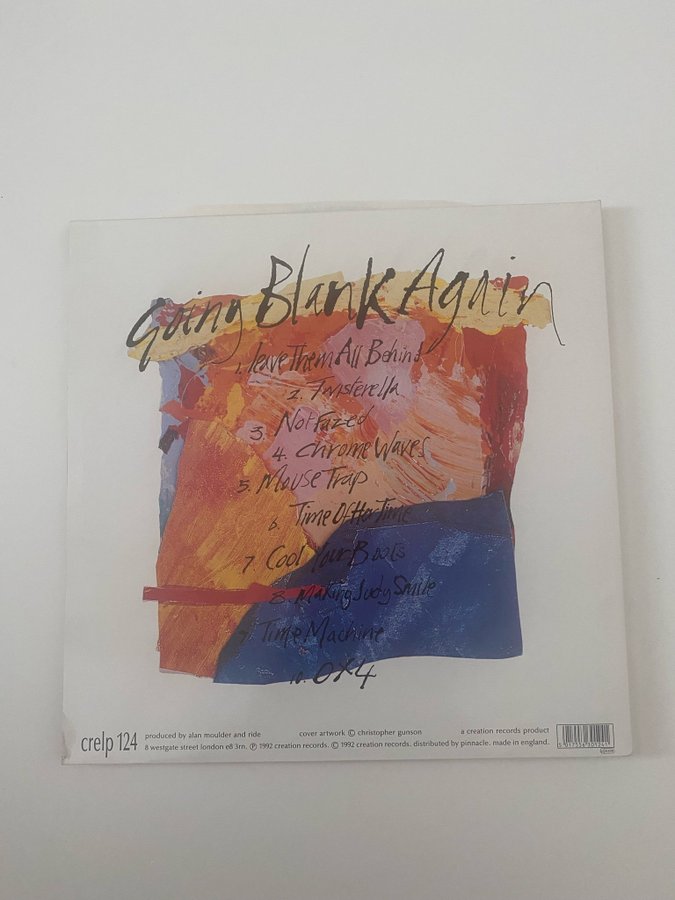 Going Blank Again
1. leave Them All Behind
2. Twisterella
3. Not Fazed
4. Chrome Waves
5. Mouse Trap
6. Time Of Her Time
7. Cool Your Boots
8. Making Judy Smile
9. Time Machine
10. OX4
crelp 124
produced by alan moulder and ride cover artwork © christopher gunson a creation records product
8 westgate street london e8 3rn. ℗ 1992 creation records. © 1992 creation records. distributed by pinnacle. made in england.